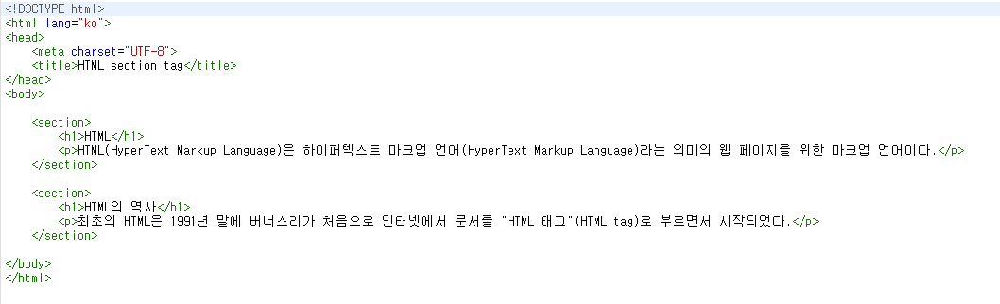 <!DOCTYPE html>
<html lang="ko">
<head>
    <meta charset="UTF-8">
    <title>HTML section tag</title>
</head>
<body>
    <section>
        <h1>HTML</h1>
        <p>HTML(HyperText Markup Language)은 하이퍼텍스트 마크업 언어(HyperText Markup Language)라는 의미의 웹 페이지를 위한 마크업 언어이다.</p>
    </section>
    <section>
        <h1>HTML의 역사</h1>
        <p>최초의 HTML은 1991년 말에 버너스리가 처음으로 인터넷에서 문서를 "HTML 태그"(HTML tag)로 부르면서 시작되었다.</p>
    </section>
</body>
</html>